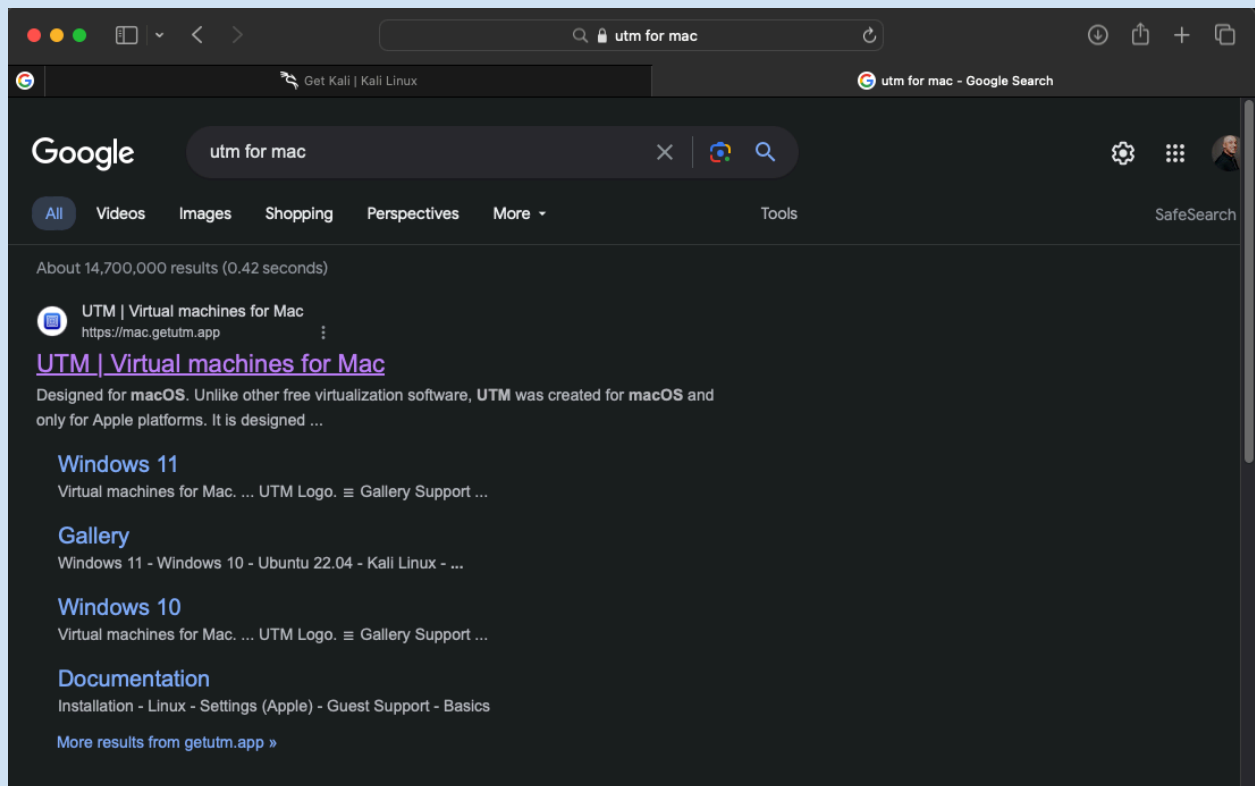 utm for mac
Get Kali | Kali Linux
utm for mac - Google Search
Google
utm for mac
All Videos Images Shopping Perspectives More Tools SafeSearch
About 14,700,000 results (0.42 seconds)
UTM | Virtual machines for Mac
https://mac.getutm.app
UTM | Virtual machines for Mac
Designed for macOS. Unlike other free virtualization software, UTM was created for macOS and
only for Apple platforms. It is designed ...
Windows 11
Virtual machines for Mac. ... UTM Logo. ≡ Gallery Support ...
Gallery
Windows 11 - Windows 10 - Ubuntu 22.04 - Kali Linux - ...
Windows 10
Virtual machines for Mac. ... UTM Logo. ≡ Gallery Support ...
Documentation
Installation - Linux - Settings (Apple) - Guest Support - Basics
More results from getutm.app »